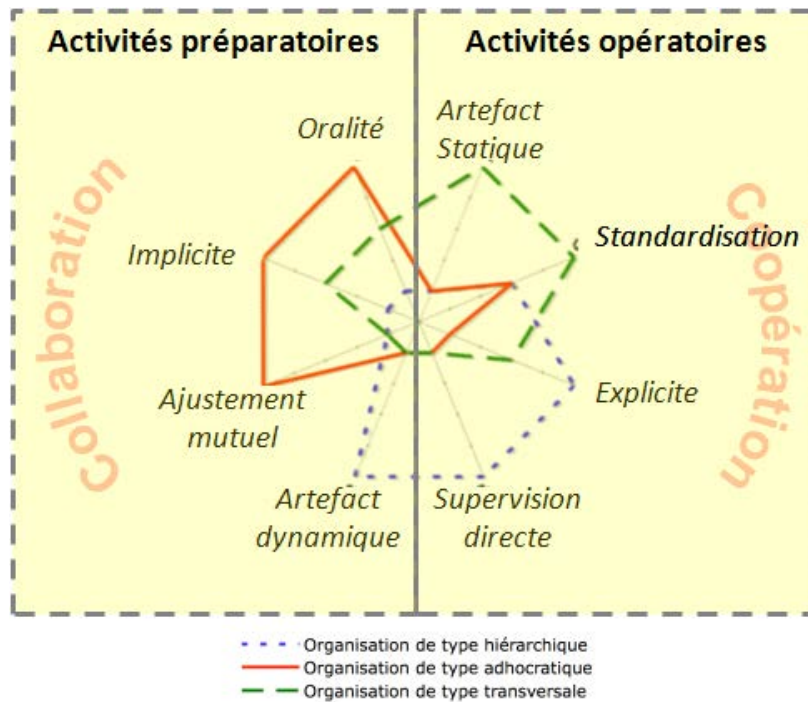 Activités préparatoires
Activités opératoires
Oralité
Artefact
Statique
Collaboration
Implicite
Standardisation
Coopération
Ajustement
mutuel
Explicite
Artefact
dynamique
Supervision
directe
Organisation de type hiérarchique
Organisation de type adhocratique
Organisation de type transversale